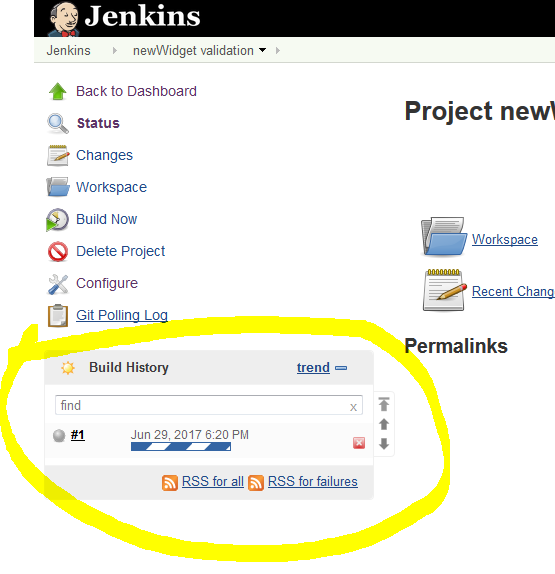 Jenkins
Jenkins newWidget validation
Back to Dashboard
Status
Changes
Workspace
Build Now
Delete Project
Configure
Git Polling Log
Project newW
Workspace
Recent Chang
Permalinks
Build History trend
find x
#1 Jun 29, 2017 6:20 PM
RSS for all RSS for failures